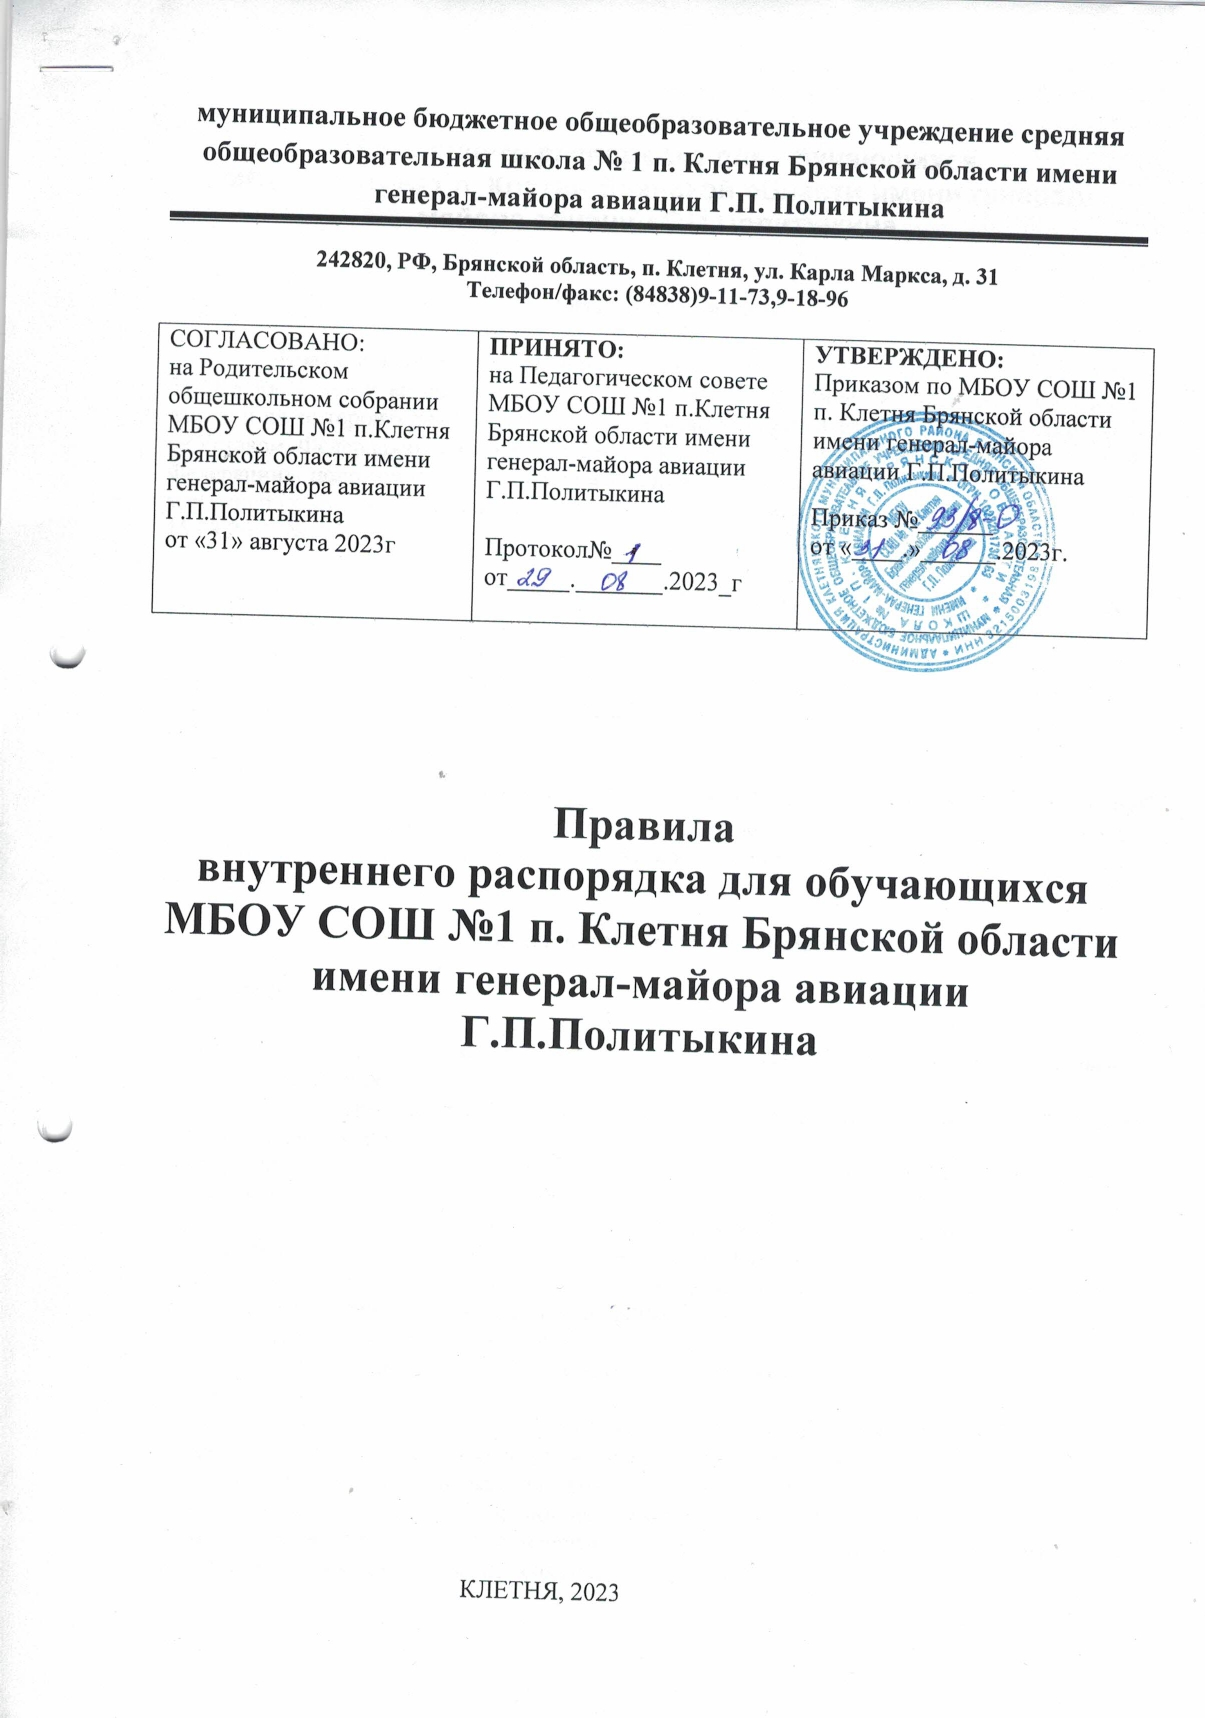 муниципальное бюджетное общеобразовательное учреждение средняя
общеобразовательная школа № 1 п. Клетня Брянской области имени
генерал-майора авиации Г.П. Политыкина
242820, РФ, Брянской область, п. Клетня, ул. Карла Маркса, д. 31
Телефон/факс: (84838)9-11-73,9-18-96
СОГЛАСОВАНО:
на Родительском
общешкольном собрании
МБОУ СОШ №1 п.Клетня
Брянской области имени
генерал-майора авиации
Г.П.Политыкина
от «31» августа 2023г
ПРИНЯТО:
на Педагогическом совете
МБОУ СОШ №1 п.Клетня
Брянской области имени
генерал-майора авиации
Г.П.Политыкина
Протокол№ 1
от 29 . 08 .2023_г
УТВЕРЖДЕНО:
Приказом по МБОУ СОШ №1
п. Клетня Брянской области
имени генерал-майора
авиации Г.П.Политыкина
Приказ № 93/8-О
от « 31 » 08 .2023г.
Правила
внутреннего распорядка для обучающихся
МБОУ СОШ №1 п. Клетня Брянской области
имени генерал-майора авиации
Г.П.Политыкина
КЛЕТНЯ, 2023